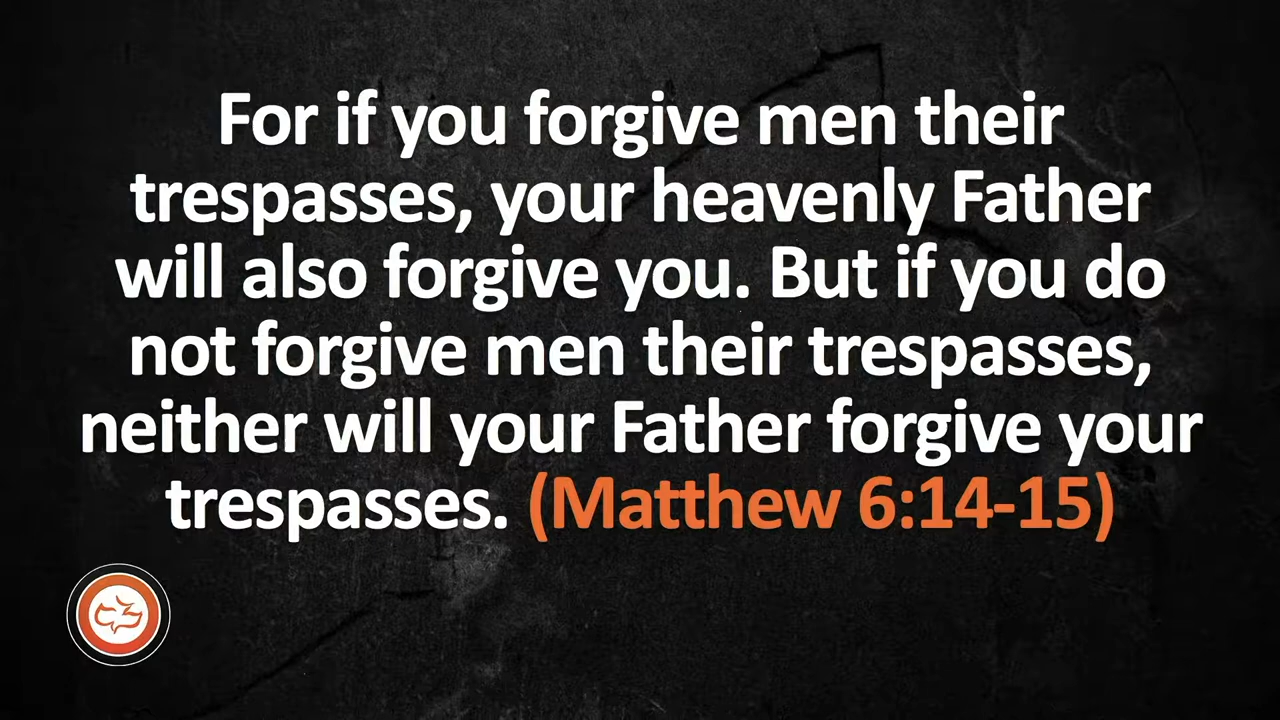 For if you forgive men their
trespasses, your heavenly Father
will also forgive you. But if you do
not forgive men their trespasses,
neither will your Father forgive your
trespasses. (Matthew 6:14-15)